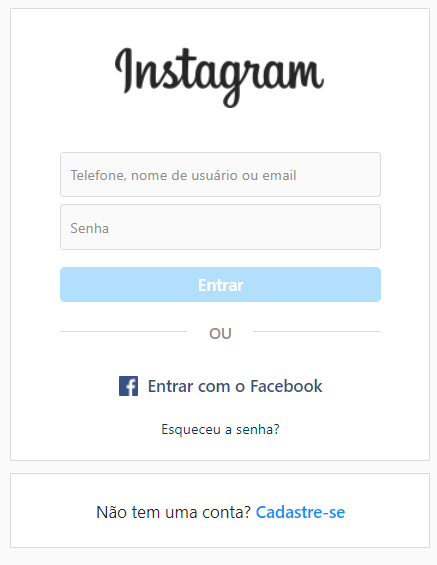 Instagram
Telefone, nome de usuário ou email
Senha
Entrar
OU
Entrar com o Facebook
Esqueceu a senha?
Não tem uma conta? Cadastre-se